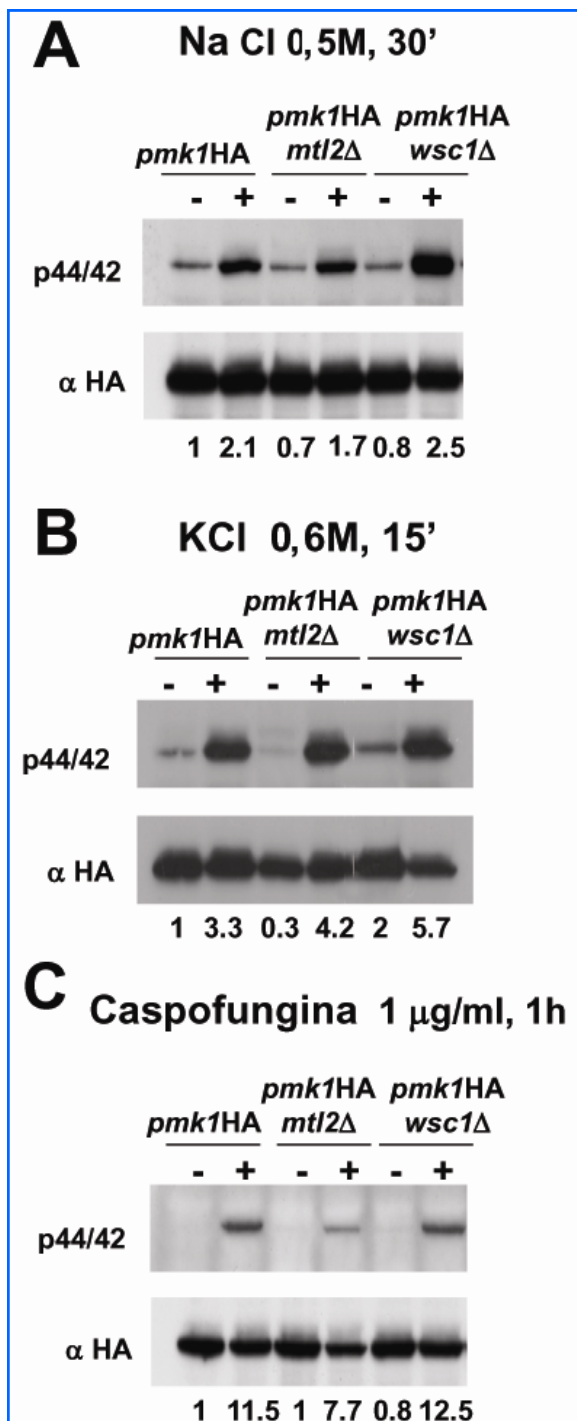 A Na Cl 0,5M, 30’
pmk1HA pmk1HA
pmk1HA mtl2Δ wsc1Δ
- + - + - +
p44/42
α HA
1 2.1 0.7 1.7 0.8 2.5
B KCl 0,6M, 15’
pmk1HA pmk1HA
pmk1HA mtl2Δ wsc1Δ
- + - + - +
p44/42
α HA
1 3.3 0.3 4.2 2 5.7
C Caspofungina 1 μg/ml, 1h
pmk1HA pmk1HA
pmk1HA mtl2Δ wsc1Δ
- + - + - +
p44/42
α HA
1 11.5 1 7.7 0.8 12.5